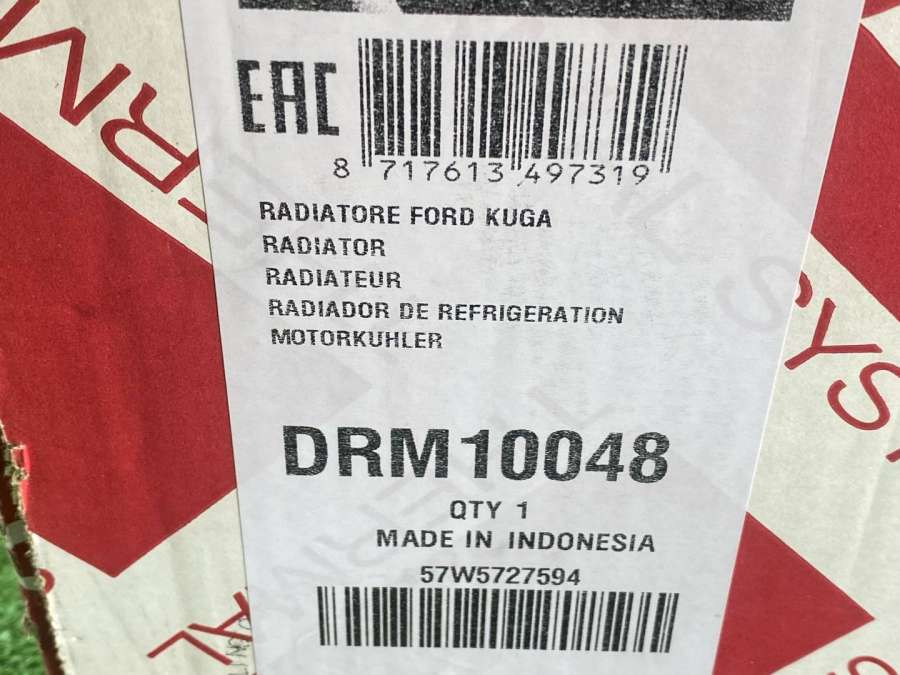 EAC
8 717613 497319
RADIATORE FORD KUGA
RADIATOR
RADIATEUR
RADIADOR DE REFRIGERATION
MOTORKUHLER
DRM10048
QTY 1
MADE IN INDONESIA
57W5727594